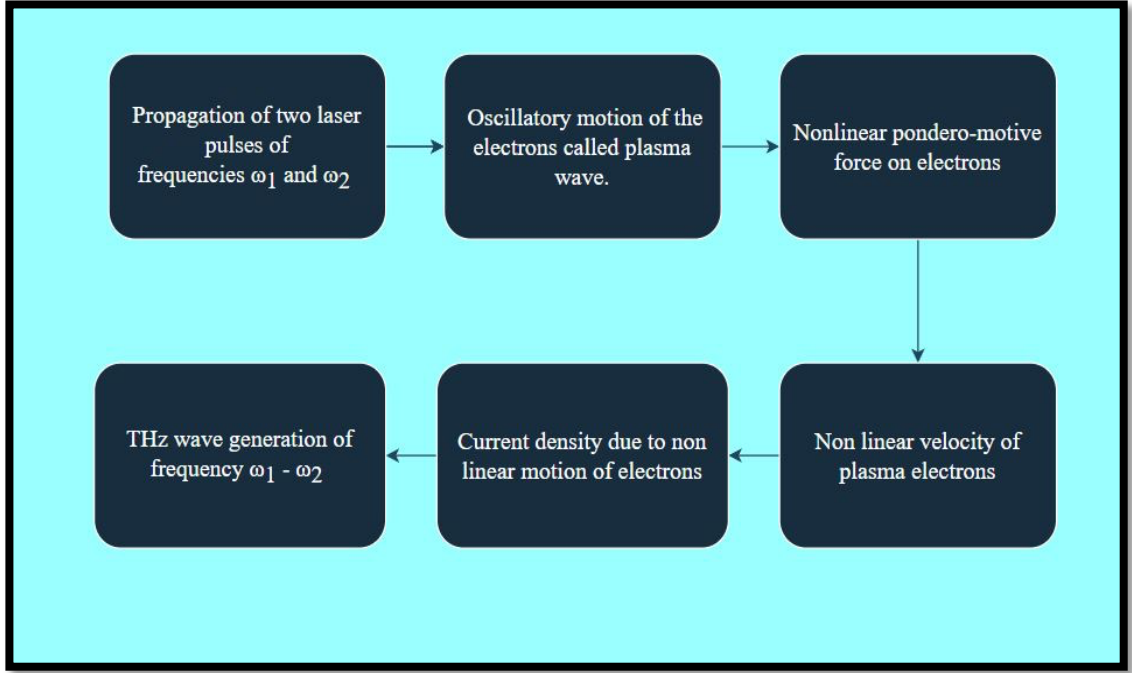 Propagation of two laser
pulses of
frequencies ω₁ and ω₂
Oscillatory motion of the
electrons called plasma
wave.
Nonlinear pondero-motive
force on electrons
Non linear velocity of
plasma electrons
Current density due to non
linear motion of electrons
THz wave generation of
frequency ω₁ - ω₂